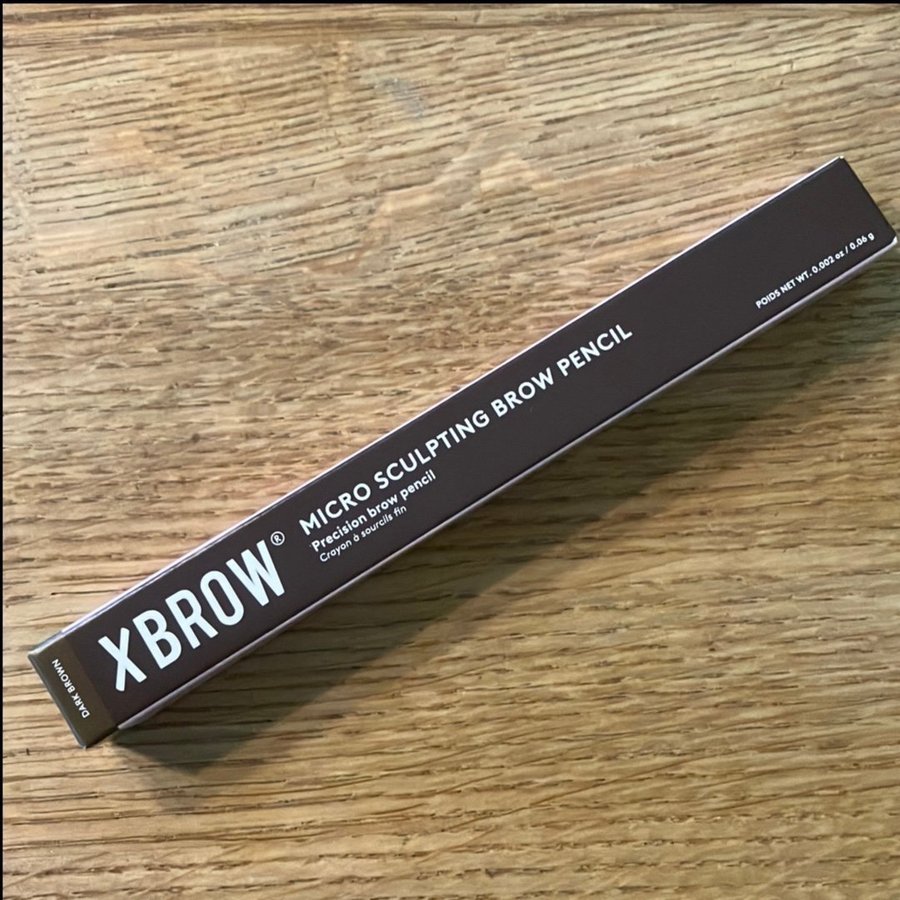 XBROW®
MICRO SCULPTING BROW PENCIL
Precision brow pencil
Crayon à sourcils fin
POIDS NET WT. 0.002 oz / 0.06 g
DARK BROWN